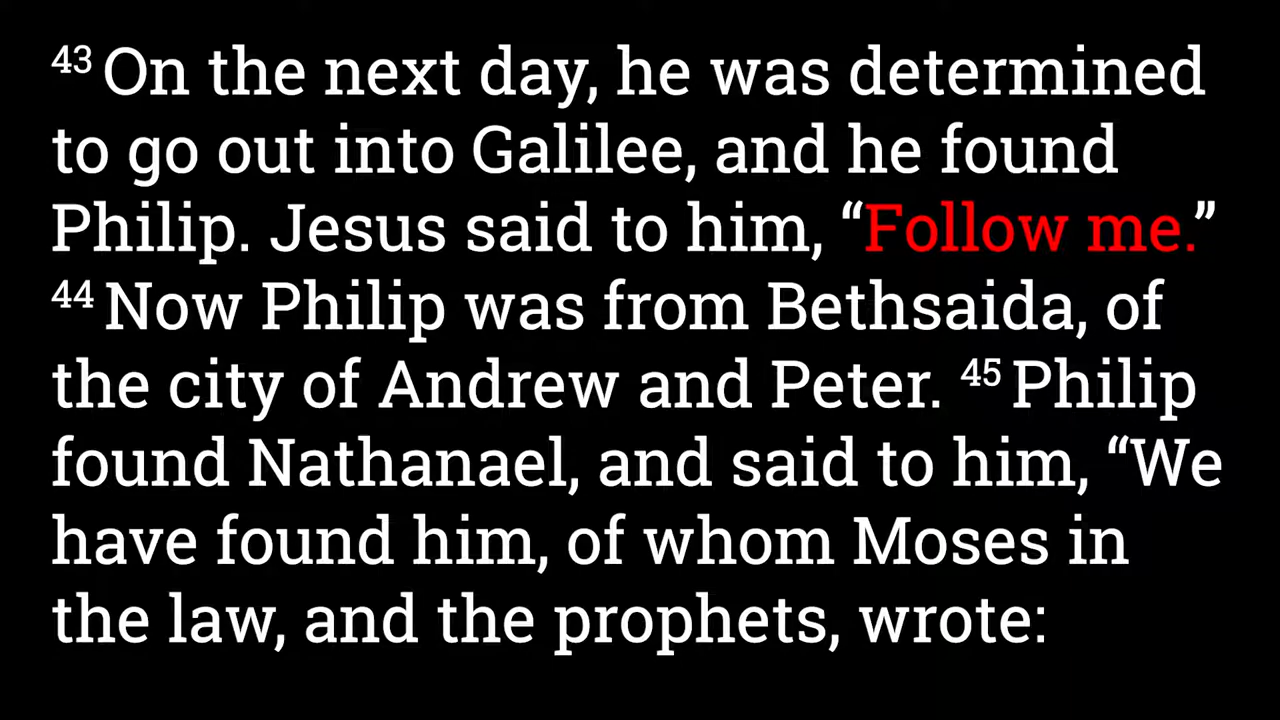 43 On the next day, he was determined
to go out into Galilee, and he found
Philip. Jesus said to him, “Follow me.”
44 Now Philip was from Bethsaida, of
the city of Andrew and Peter. 45 Philip
found Nathanael, and said to him, “We
have found him, of whom Moses in
the law, and the prophets, wrote: